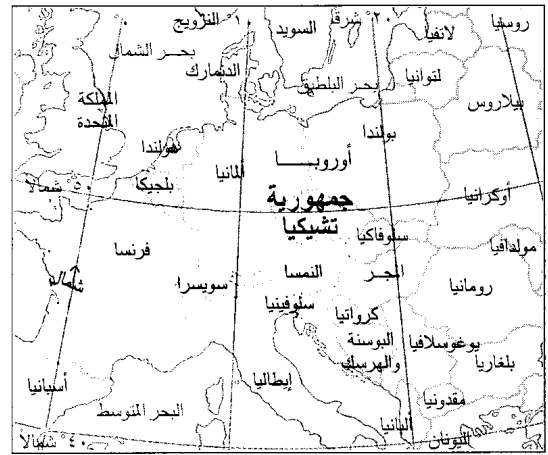 النرويج
السويد
٢٠° شرقا
روسيا
لاتفيا
بحر الشمال
الدنمارك
بحر البلطيق
لتوانيا
بيلاروس
المملكة
المتحدة
هولندا
بولندا
ألمانيا
أوروبا
بلجيكا
٥٠° شمالا
جمهورية
تشيكيا
أوكرانيا
سلوفاكيا
مولدافيا
فرنسا
النمسا
المجر
شمال
سويسرا
رومانيا
سلوفينيا
كرواتيا
البوسنة
والهرسك
يوغوسلافيا
بلغاريا
أسبانيا
إيطاليا
البحر المتوسط
مقدونيا
ألبانيا
اليونان
٤٠° شمالا